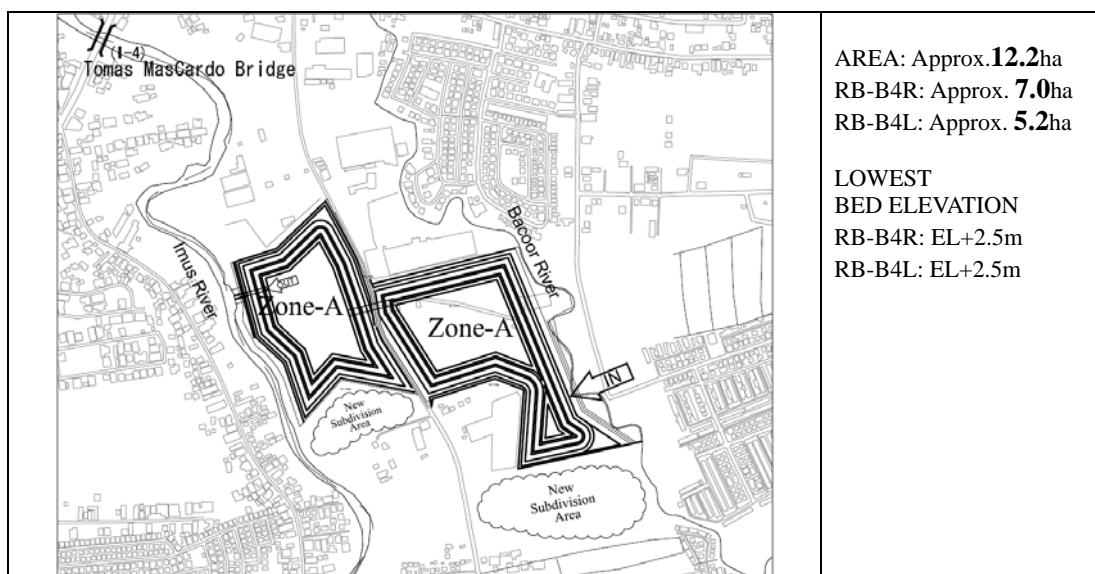 (I-4)
Tomas MasCardo Bridge
Imus River
OUT
Zone-A
Bacoor River
Zone-A
IN
New
Subdivision
Area
New
Subdivision
Area
AREA: Approx.12.2ha
RB-B4R: Approx. 7.0ha
RB-B4L: Approx. 5.2ha
LOWEST
BED ELEVATION
RB-B4R: EL+2.5m
RB-B4L: EL+2.5m